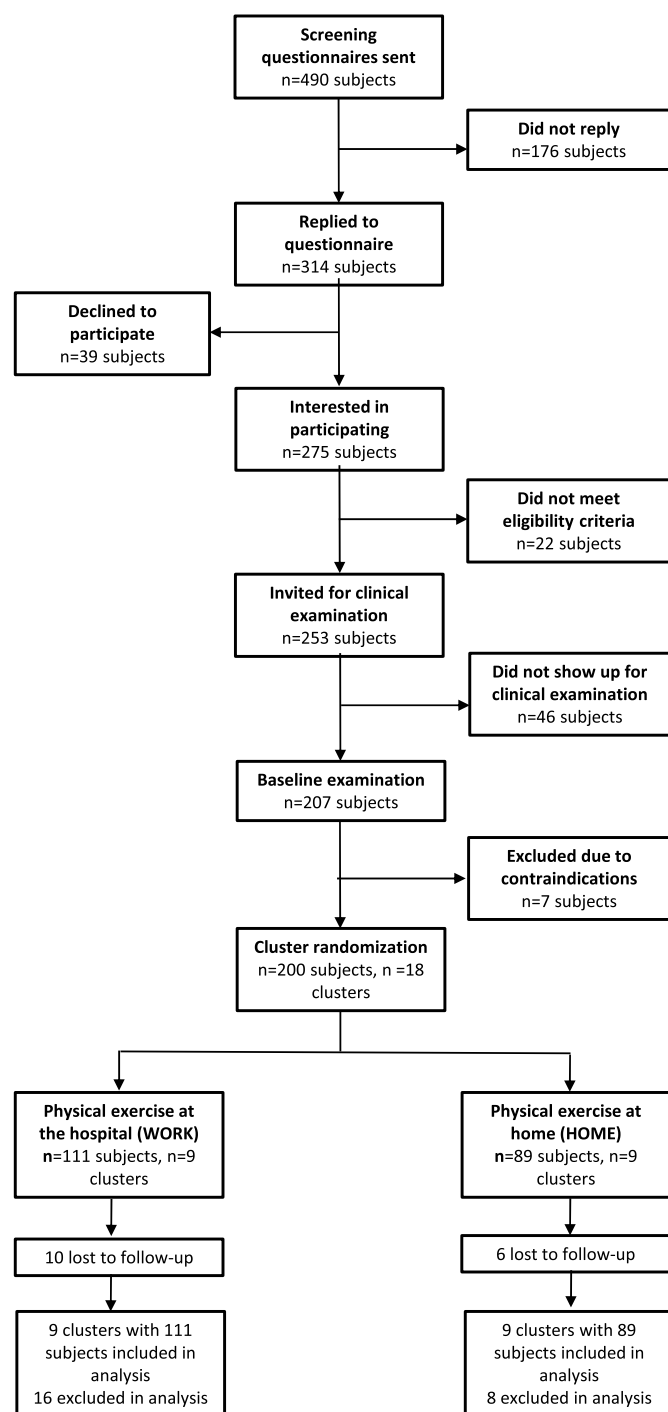 Screening
questionnaires sent
n=490 subjects
Did not reply
n=176 subjects
Replied to
questionnaire
n=314 subjects
Declined to
participate
n=39 subjects
Interested in
participating
n=275 subjects
Did not meet
eligibility criteria
n=22 subjects
Invited for clinical
examination
n=253 subjects
Did not show up for
clinical examination
n=46 subjects
Baseline examination
n=207 subjects
Excluded due to
contraindications
n=7 subjects
Cluster randomization
n=200 subjects, n =18
clusters
Physical exercise at
the hospital (WORK)
n=111 subjects, n=9
clusters
Physical exercise at
home (HOME)
n=89 subjects, n=9
clusters
10 lost to follow-up
6 lost to follow-up
9 clusters with 111
subjects included in
analysis
16 excluded in analysis
9 clusters with 89
subjects included in
analysis
8 excluded in analysis